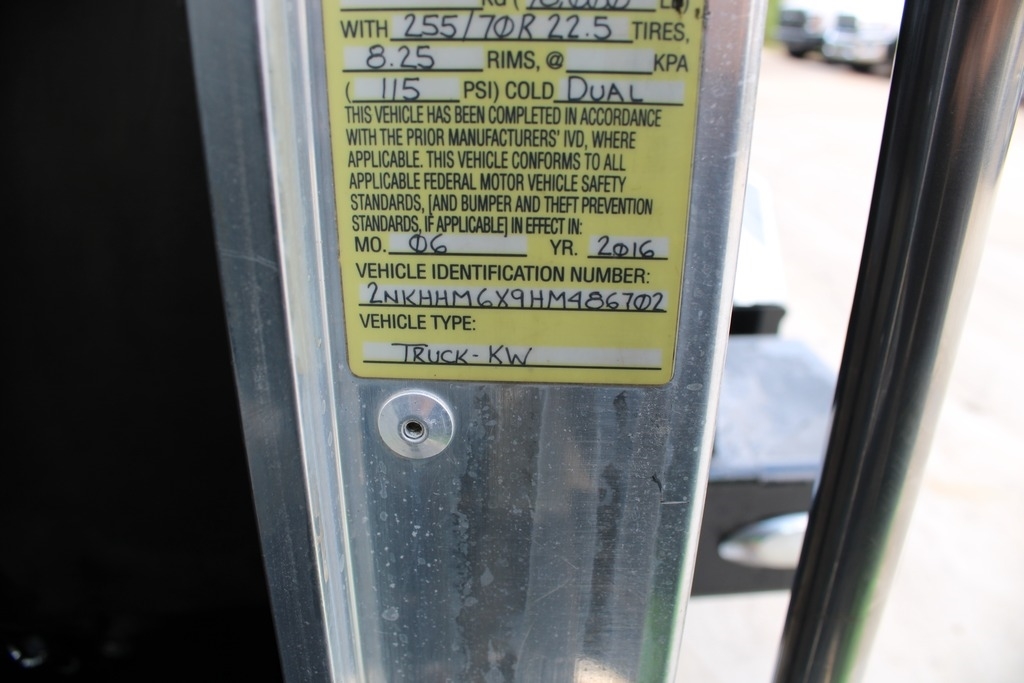 KG (
WITH 255/70R 22.5 TIRES,
8.25 RIMS, @ KPA
( 115 PSI) COLD DUAL
THIS VEHICLE HAS BEEN COMPLETED IN ACCORDANCE
WITH THE PRIOR MANUFACTURERS' IVD, WHERE
APPLICABLE. THIS VEHICLE CONFORMS TO ALL
APPLICABLE FEDERAL MOTOR VEHICLE SAFETY
STANDARDS, [AND BUMPER AND THEFT PREVENTION
STANDARDS, IF APPLICABLE] IN EFFECT IN:
MO. 06 YR. 2016
VEHICLE IDENTIFICATION NUMBER:
2NKHHM6X9HM486702
VEHICLE TYPE:
TRUCK-KW